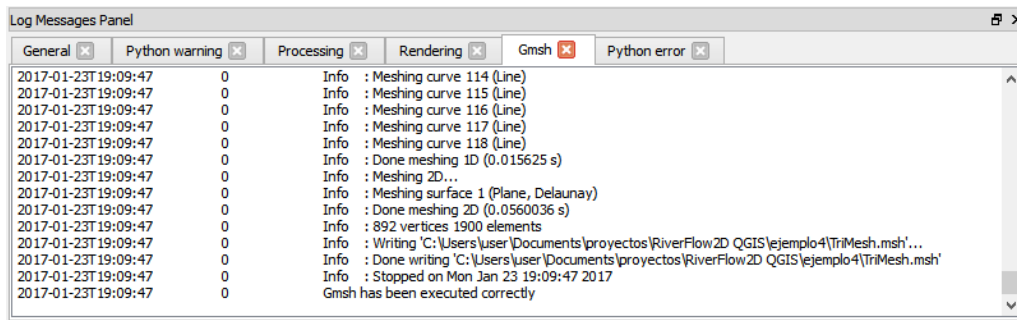 Log Messages Panel
General Python warning Processing Rendering Gmsh Python error
2017-01-23T19:09:47 0 Info : Meshing curve 114 (Line)
2017-01-23T19:09:47 0 Info : Meshing curve 115 (Line)
2017-01-23T19:09:47 0 Info : Meshing curve 116 (Line)
2017-01-23T19:09:47 0 Info : Meshing curve 117 (Line)
2017-01-23T19:09:47 0 Info : Meshing curve 118 (Line)
2017-01-23T19:09:47 0 Info : Done meshing 1D (0.015625 s)
2017-01-23T19:09:47 0 Info : Meshing 2D...
2017-01-23T19:09:47 0 Info : Meshing surface 1 (Plane, Delaunay)
2017-01-23T19:09:47 0 Info : Done meshing 2D (0.0560036 s)
2017-01-23T19:09:47 0 Info : 892 vertices 1900 elements
2017-01-23T19:09:47 0 Info : Writing 'C:\Users\user\Documents\proyectos\RiverFlow2D QGIS\ejemplo4\TriMesh.msh'...
2017-01-23T19:09:47 0 Info : Done writing 'C:\Users\user\Documents\proyectos\RiverFlow2D QGIS\ejemplo4\TriMesh.msh'
2017-01-23T19:09:47 0 Info : Stopped on Mon Jan 23 19:09:47 2017
2017-01-23T19:09:47 0 Gmsh has been executed correctly